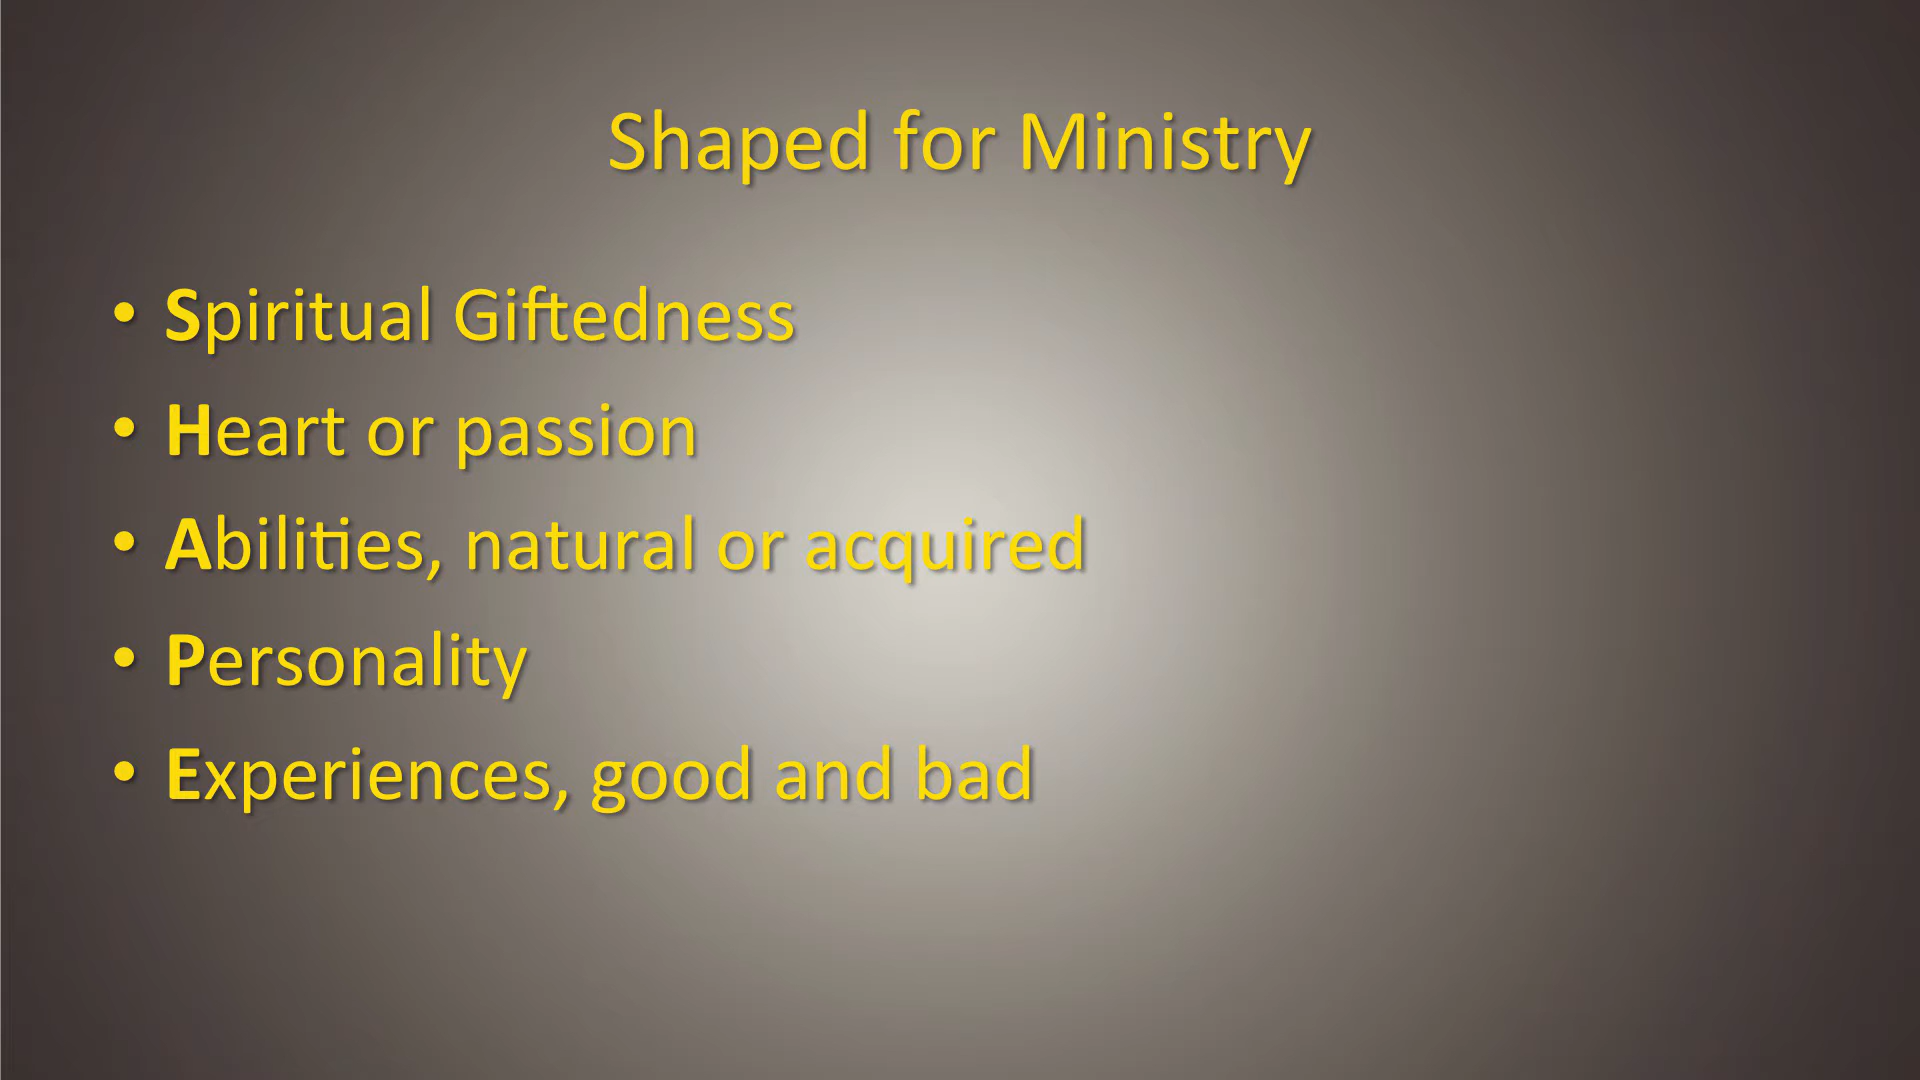 Shaped for Ministry
• Spiritual Giftedness
• Heart or passion
• Abilities, natural or acquired
• Personality
• Experiences, good and bad